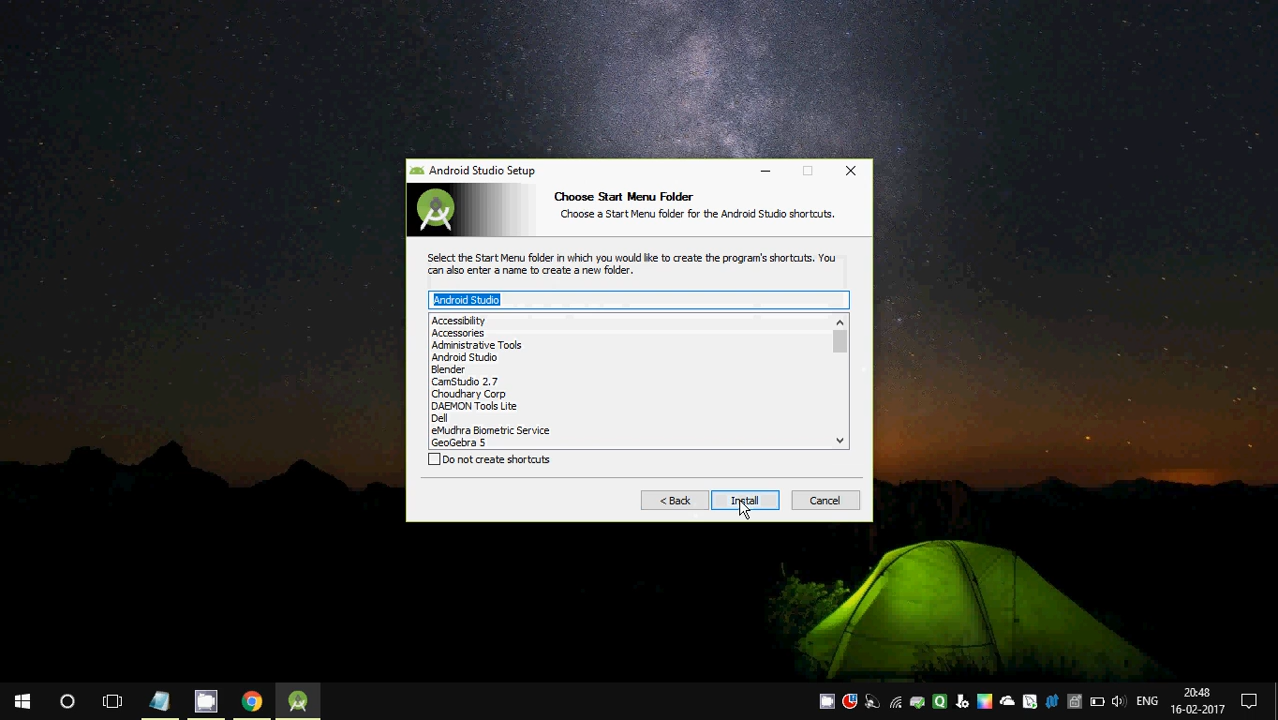 Android Studio Setup
Choose Start Menu Folder
Choose a Start Menu folder for the Android Studio shortcuts.
Select the Start Menu folder in which you would like to create the program's shortcuts. You
can also enter a name to create a new folder.
Android Studio
Accessibility
Accessories
Administrative Tools
Android Studio
Blender
CamStudio 2.7
Choudhary Corp
DAEMON Tools Lite
Dell
eMudhra Biometric Service
GeoGebra 5
Do not create shortcuts
< Back
Install
Cancel
ENG
20:48
16-02-2017